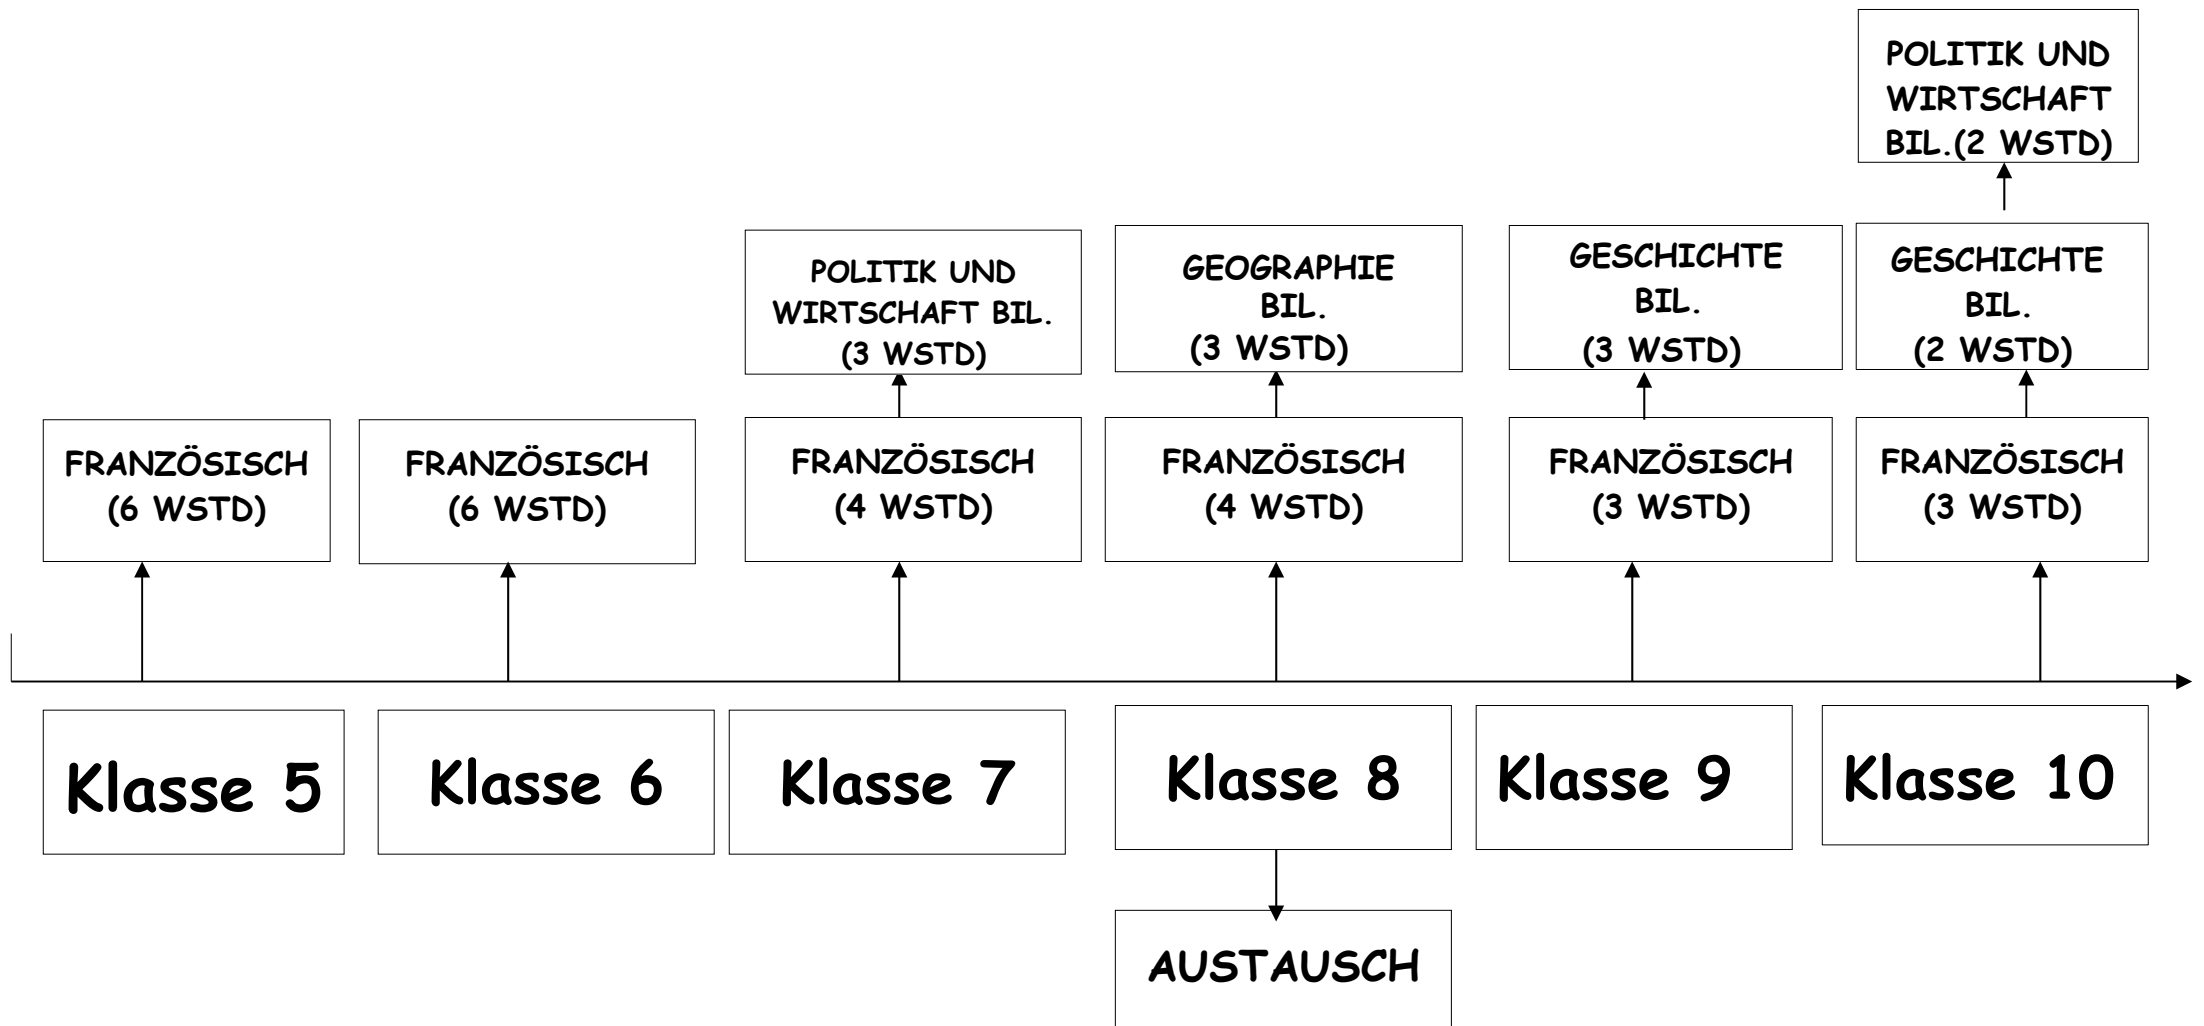 POLITIK UND
WIRTSCHAFT
BIL.(2 WSTD)
POLITIK UND
WIRTSCHAFT BIL.
(3 WSTD)
GEOGRAPHIE
BIL.
(3 WSTD)
GESCHICHTE
BIL.
(3 WSTD)
GESCHICHTE
BIL.
(2 WSTD)
FRANZÖSISCH
(6 WSTD)
FRANZÖSISCH
(6 WSTD)
FRANZÖSISCH
(4 WSTD)
FRANZÖSISCH
(4 WSTD)
FRANZÖSISCH
(3 WSTD)
FRANZÖSISCH
(3 WSTD)
Klasse 5
Klasse 6
Klasse 7
Klasse 8
Klasse 9
Klasse 10
AUSTAUSCH